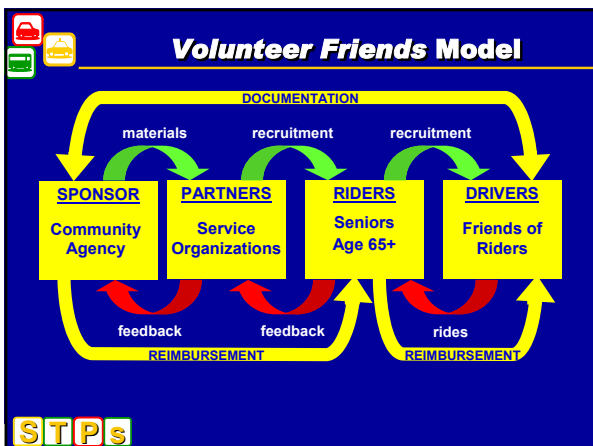 Volunteer Friends Model
DOCUMENTATION
materials
recruitment
recruitment
SPONSOR
Community
Agency
PARTNERS
Service
Organizations
RIDERS
Seniors
Age 65+
DRIVERS
Friends of
Riders
feedback
feedback
rides
REIMBURSEMENT
REIMBURSEMENT
STPs